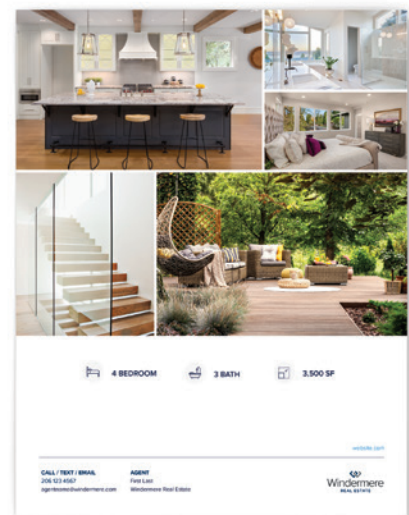 4 BEDROOM
3 BATH
3,500 SF
website.com
CALL / TEXT / EMAIL
206 123 4567
agentname@windermere.com
AGENT
First Last
Windermere Real Estate
Windermere
REAL ESTATE